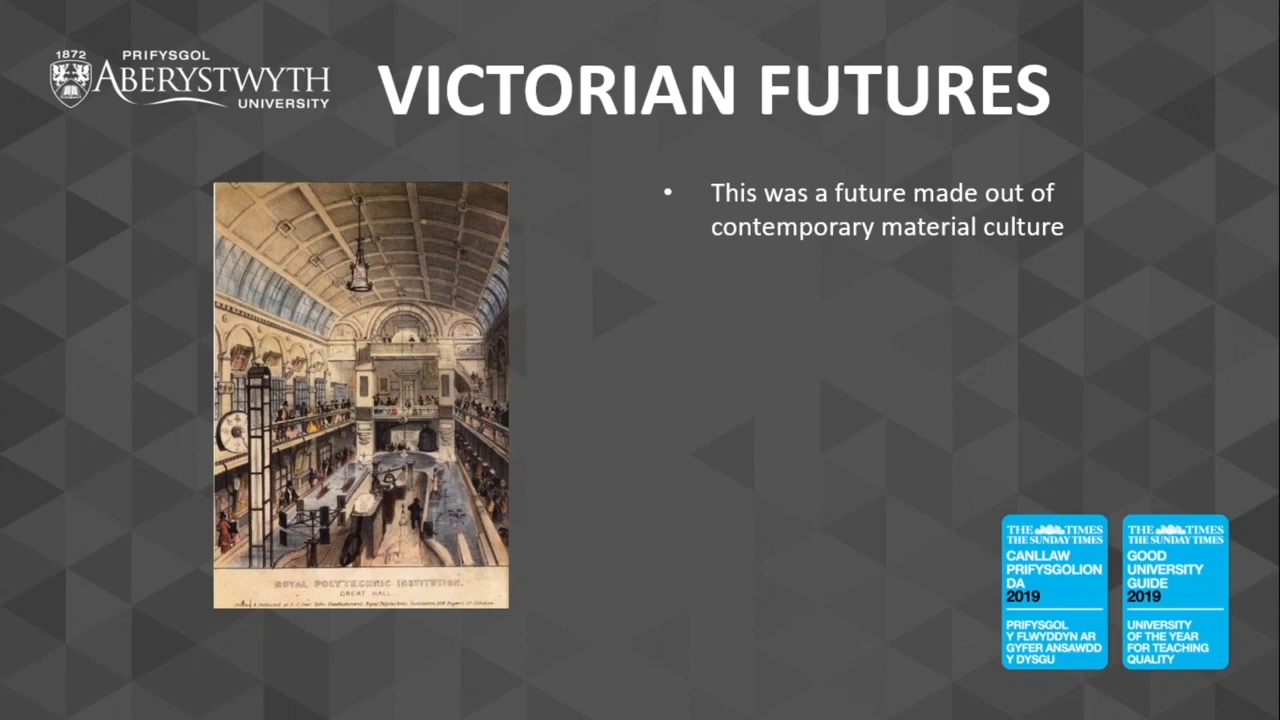 1872
PRIFYSGOL
ABERYSTWYTH
UNIVERSITY
VICTORIAN FUTURES
• This was a future made out of
contemporary material culture
ROYAL POLYTECHNIC INSTITUTION.
GREAT HALL.
THE TIMES
THE SUNDAY TIMES
CANLLAW
PRIFYSGOLION
DA
2019
PRIFYSGOL
Y FLWYDDYN AR
GYFER ANSAWDD
Y DYSGU
THE TIMES
THE SUNDAY TIMES
GOOD
UNIVERSITY
GUIDE
2019
UNIVERSITY
OF THE YEAR
FOR TEACHING
QUALITY